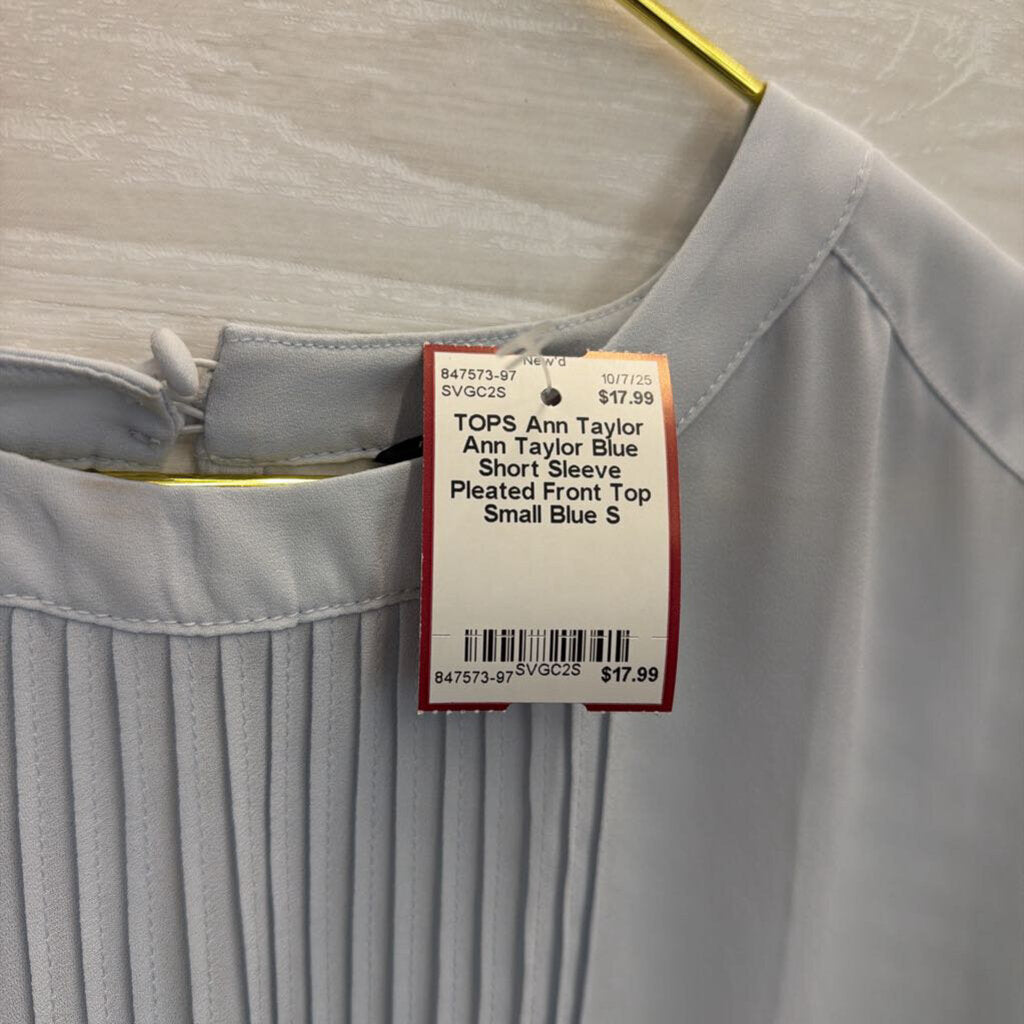 New'd
847573-97 10/7/25
SVGC2S $17.99
TOPS Ann Taylor
Ann Taylor Blue
Short Sleeve
Pleated Front Top
Small Blue S
847573-97 SVGC2S $17.99